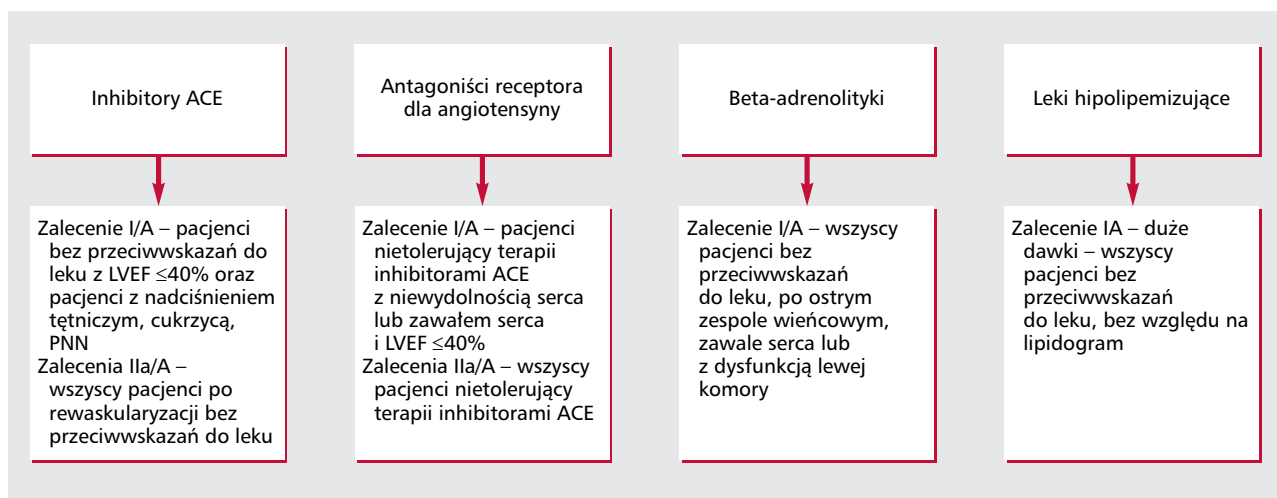 Inhibitory ACE
Antagoniści receptora
dla angiotensyny
Beta-adrenolityki
Leki hipolipemizujące
Zalecenie I/A – pacjenci
bez przeciwwskazań do
leku z LVEF ≤40% oraz
pacjenci z nadciśnieniem
tętniczym, cukrzycą,
PNN
Zalecenia IIa/A –
wszyscy pacjenci po
rewaskularyzacji bez
przeciwwskazań do leku
Zalecenie I/A – pacjenci
nietolerujący terapii
inhibitorami ACE
z niewydolnością serca
lub zawałem serca
i LVEF ≤40%
Zalecenia IIa/A – wszyscy
pacjenci nietolerujący
terapii inhibitorami ACE
Zalecenie I/A – wszyscy
pacjenci bez
przeciwwskazań
do leku, po ostrym
zespole wieńcowym,
zawale serca lub
z dysfunkcją lewej
komory
Zalecenie IA – duże
dawki – wszyscy
pacjenci bez
przeciwwskazań
do leku, bez względu na
lipidogram